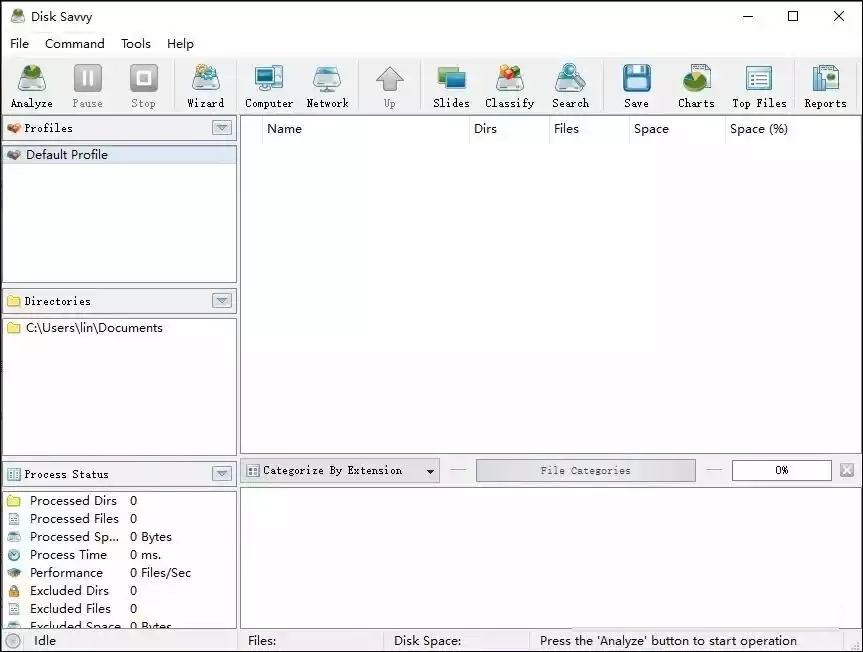 Disk Savvy
File Command Tools Help
Analyze Pause Stop Wizard Computer Network Up Slides Classify Search Save Charts Top Files Reports
Profiles
Default Profile
Name Dirs Files Space Space (%)
Directories
C:\Users\lin\Documents
Process Status
Categorize By Extension File Categories 0%
Processed Dirs 0
Processed Files 0
Processed Sp... 0 Bytes
Process Time 0 ms.
Performance 0 Files/Sec
Excluded Dirs 0
Excluded Files 0
Excluded Space 0 Bytes
Idle Files: Disk Space: Press the 'Analyze' button to start operation